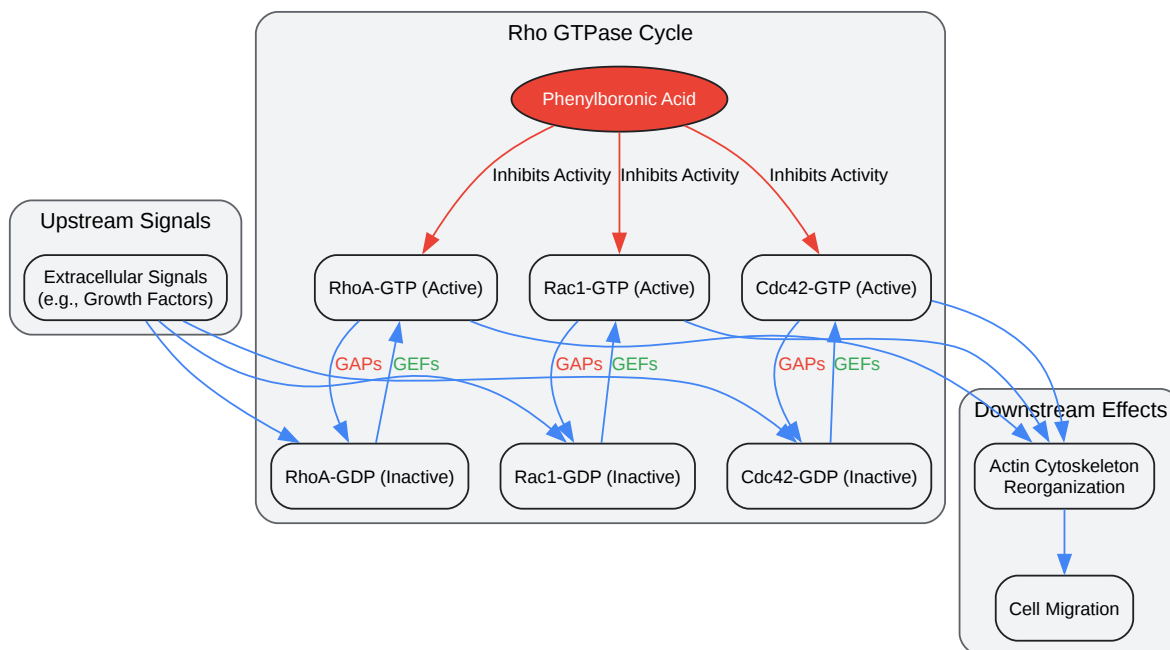 Rho GTPase Cycle
Phenylboronic Acid
Inhibits Activity
Inhibits Activity
Inhibits Activity
Upstream Signals
Extracellular Signals
(e.g., Growth Factors)
RhoA-GTP (Active)
Rac1-GTP (Active)
Cdc42-GTP (Active)
GAPs
GEFs
GAPs
GEFs
GAPs
GEFs
RhoA-GDP (Inactive)
Rac1-GDP (Inactive)
Cdc42-GDP (Inactive)
Downstream Effects
Actin Cytoskeleton
Reorganization
Cell Migration